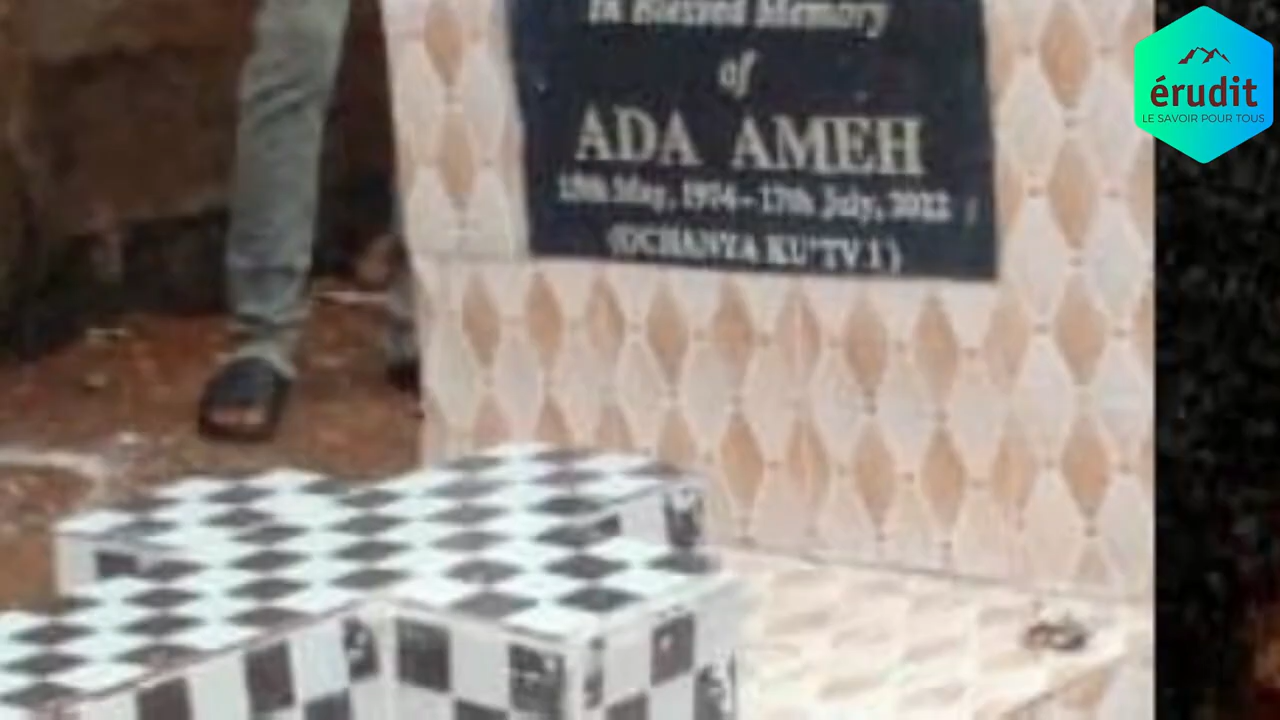 In Blessed Memory
of
ADA AMEH
15th May, 1974 - 17th July, 2022
(OCHANYA KU'TV 1)
érudit
LE SAVOIR POUR TOUS